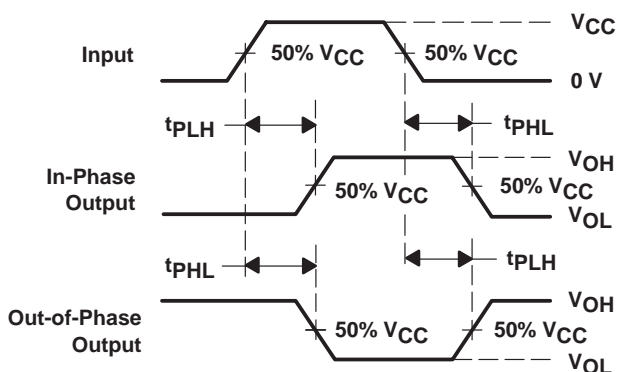 VCC
Input
50% VCC
50% VCC
0 V
tPLH
tPHL
In-Phase
Output
VOH
50% VCC
50% VCC
VOL
tPHL
tPLH
Out-of-Phase
Output
VOH
50% VCC
50% VCC
VOL